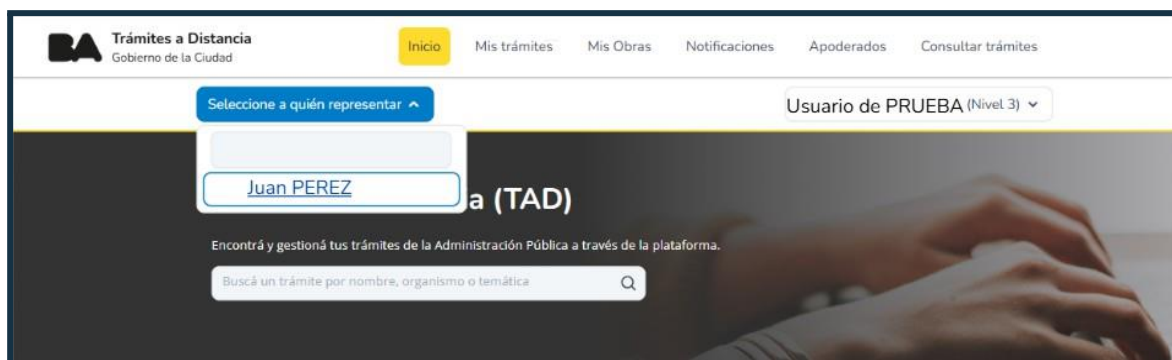 BA
Trámites a Distancia
Gobierno de la Ciudad
Inicio Mis trámites Mis Obras Notificaciones Apoderados Consultar trámites
Seleccione a quién representar
Usuario de PRUEBA (Nivel 3)
Juan PEREZ
a (TAD)
Encontrá y gestioná tus trámites de la Administración Pública a través de la plataforma.
Buscá un trámite por nombre, organismo o temática